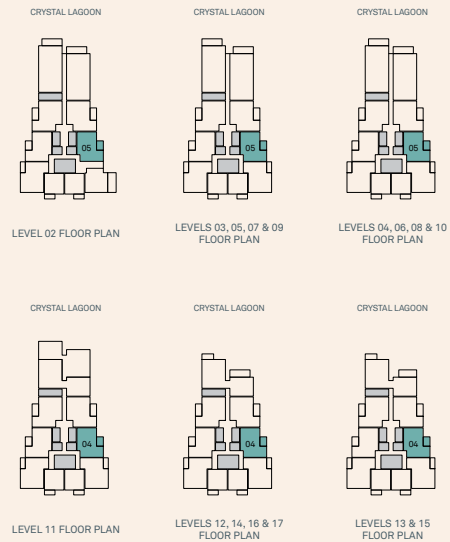 CRYSTAL LAGOON
CRYSTAL LAGOON
CRYSTAL LAGOON
05
05
05
LEVEL 02 FLOOR PLAN
LEVELS 03, 05, 07 & 09
FLOOR PLAN
LEVELS 04, 06, 08 & 10
FLOOR PLAN
CRYSTAL LAGOON
CRYSTAL LAGOON
CRYSTAL LAGOON
04
04
04
LEVEL 11 FLOOR PLAN
LEVELS 12, 14, 16 & 17
FLOOR PLAN
LEVELS 13 & 15
FLOOR PLAN